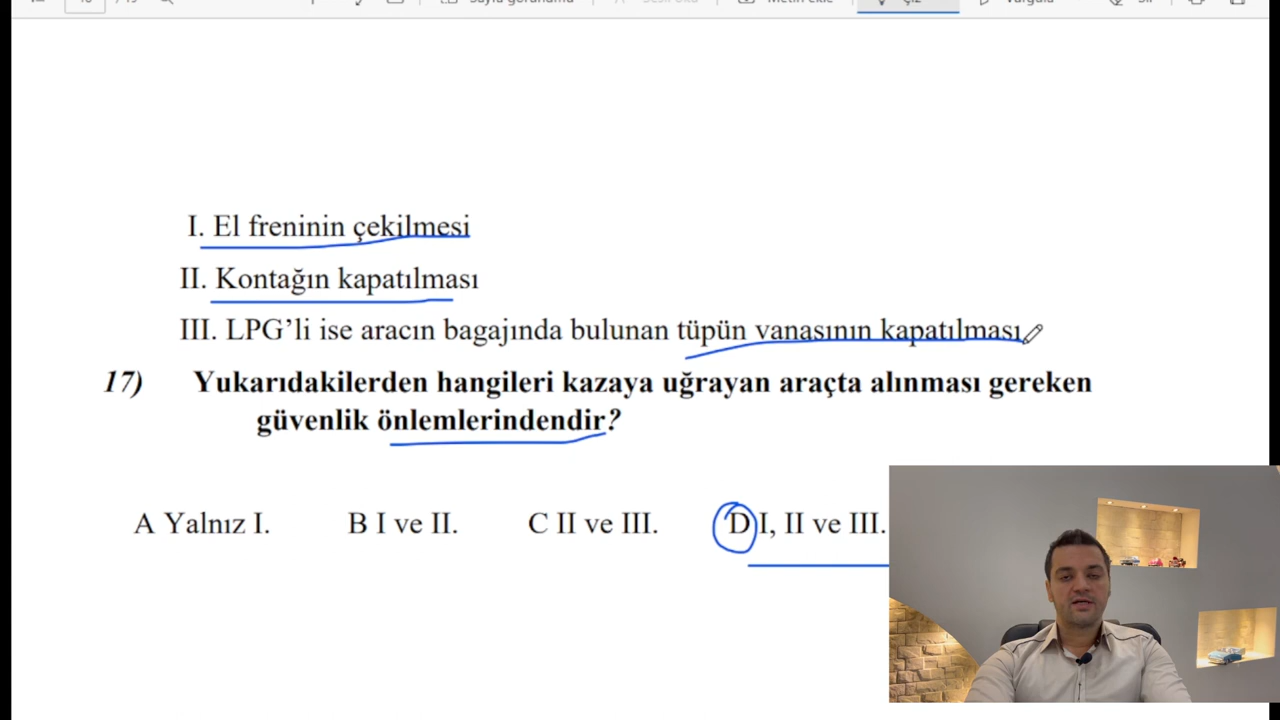 I. El freninin çekilmesi
II. Kontağın kapatılması
III. LPG’li ise aracın bagajında bulunan tüpün vanasının kapatılması
17) Yukarıdakilerden hangileri kazaya uğrayan araçta alınması gereken
güvenlik önlemlerindendir?
A Yalnız I. B I ve II. C II ve III. D I, II ve III.